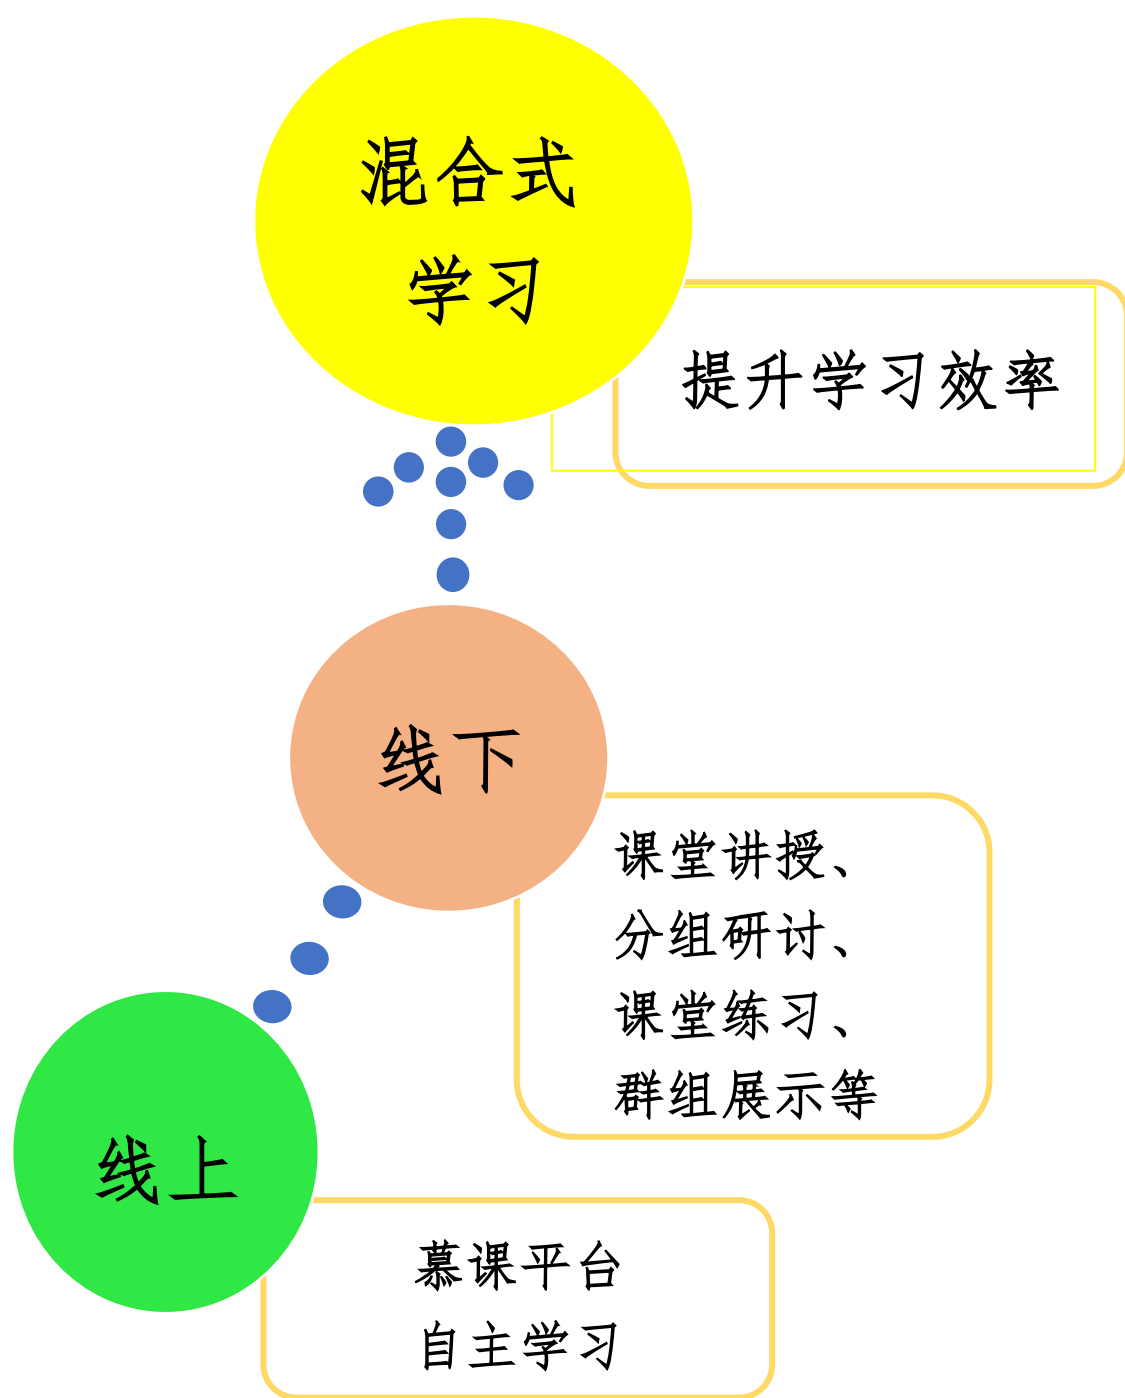 混合式
学习
提升学习效率
线下
课堂讲授、
分组研讨、
课堂练习、
群组展示等
线上
慕课平台
自主学习